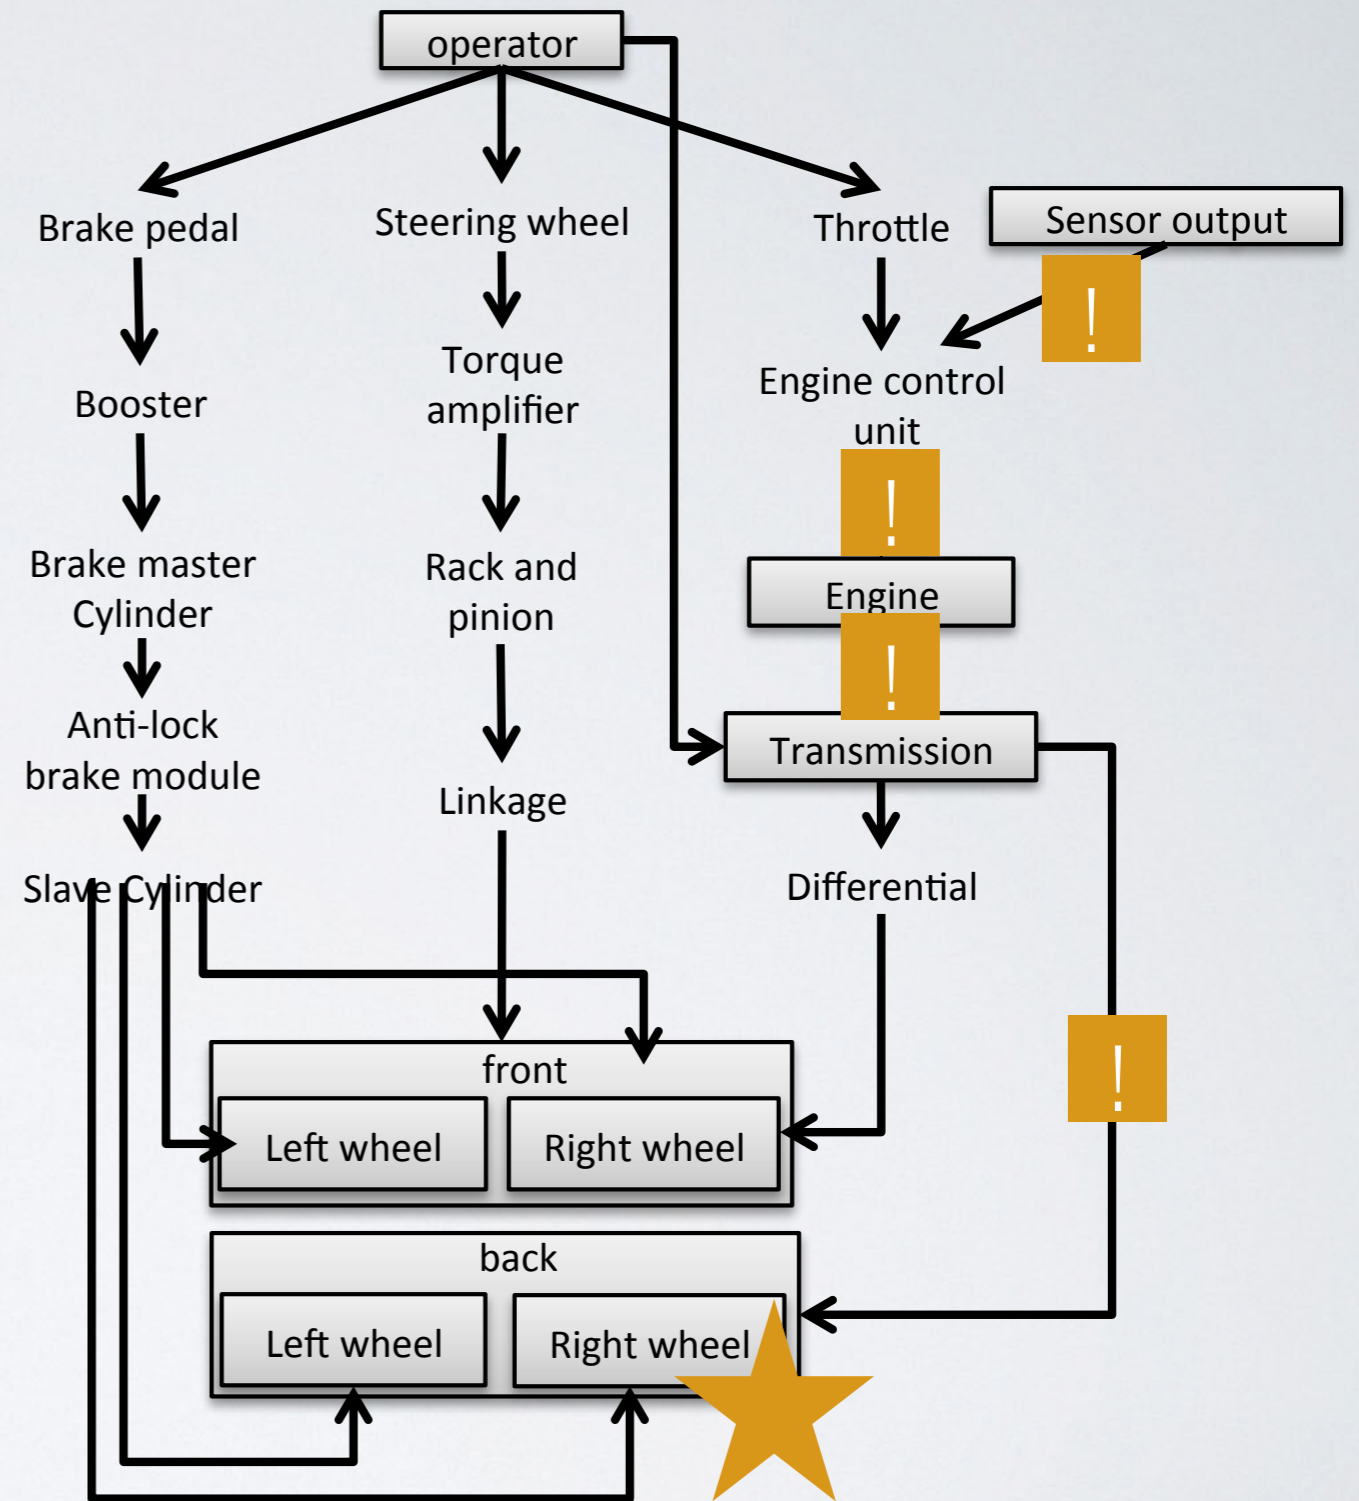 operator
Brake pedal
Steering wheel
Throttle
Sensor output
!
Booster
Torque
amplifier
Engine control
unit
!
Brake master
Cylinder
Rack and
pinion
Engine
!
Anti-lock
brake module
Linkage
Transmission
Slave Cylinder
Differential
!
front
Left wheel
Right wheel
back
Left wheel
Right wheel